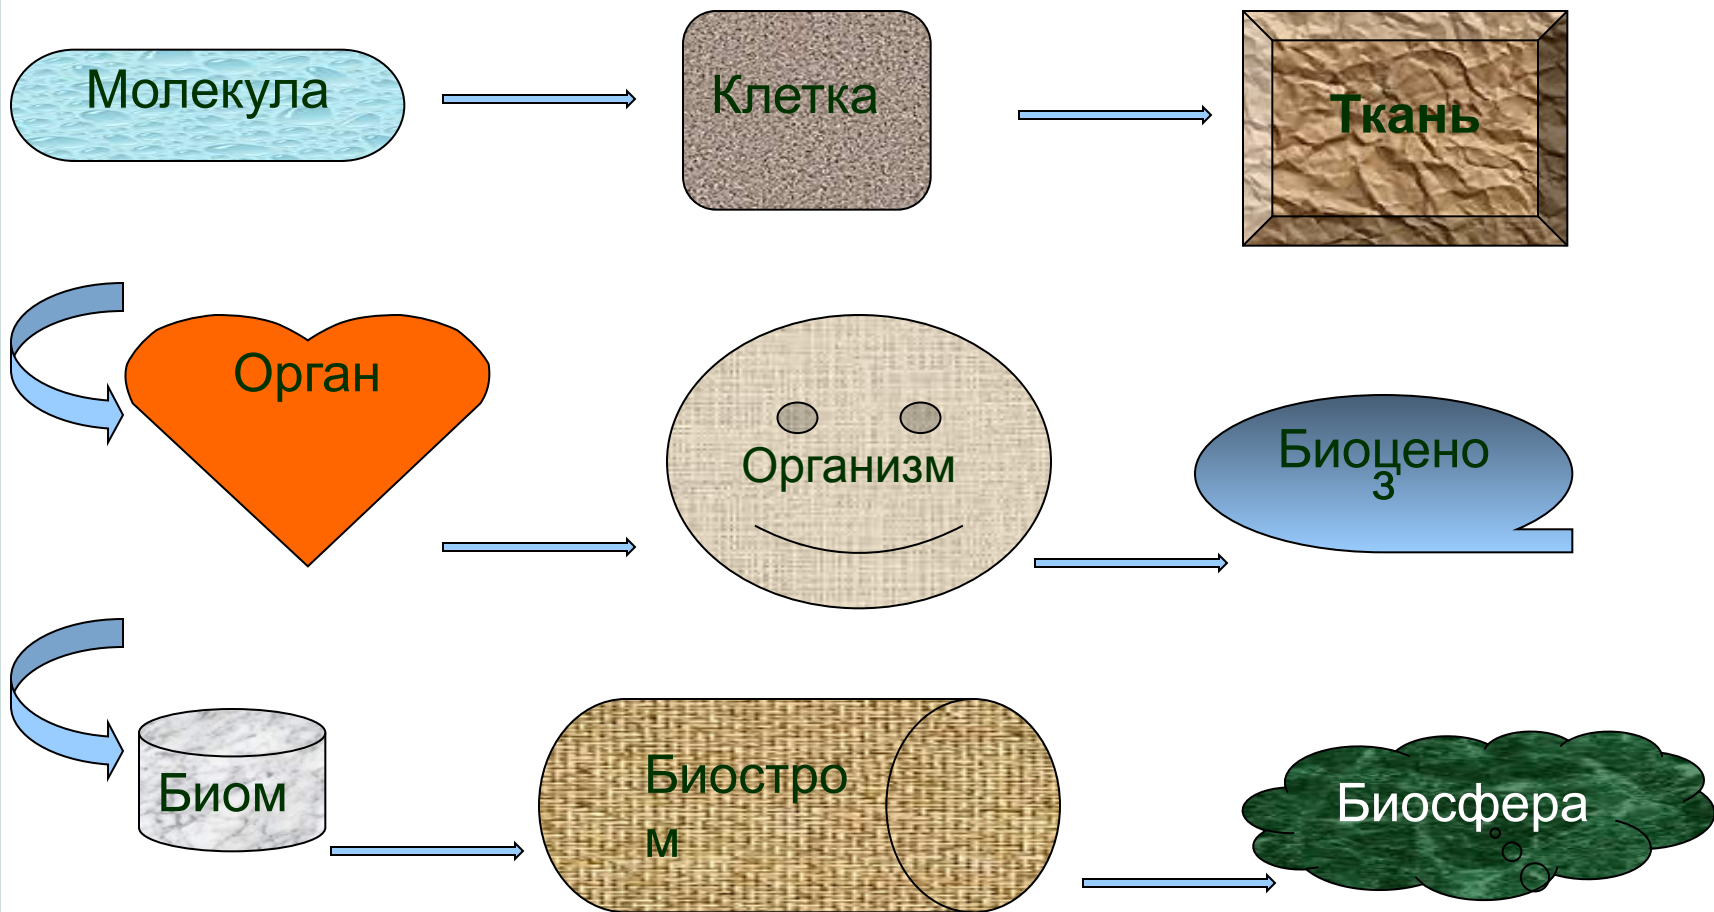 Молекула
Клетка
Ткань
Орган
Организм
Биоцено
з
Биом
Биостро
м
Биосфера